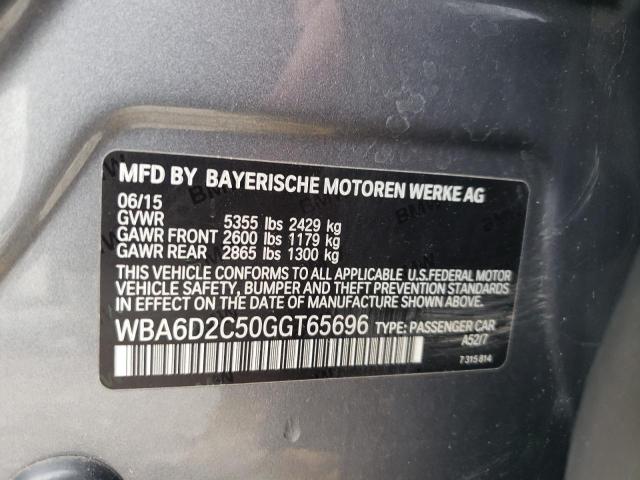 MFD BY BAYERISCHE MOTOREN WERKE AG
06/15
GVWR 5355 lbs 2429 kg
GAWR FRONT 2600 lbs 1179 kg
GAWR REAR 2865 lbs 1300 kg
THIS VEHICLE CONFORMS TO ALL APPLICABLE U.S.FEDERAL MOTOR
VEHICLE SAFETY, BUMPER AND THEFT PREVENTION STANDARDS
IN EFFECT ON THE DATE OF MANUFACTURE SHOWN ABOVE.
WBA6D2C50GGT65696 TYPE: PASSENGER CAR
A52/7
7 315 814